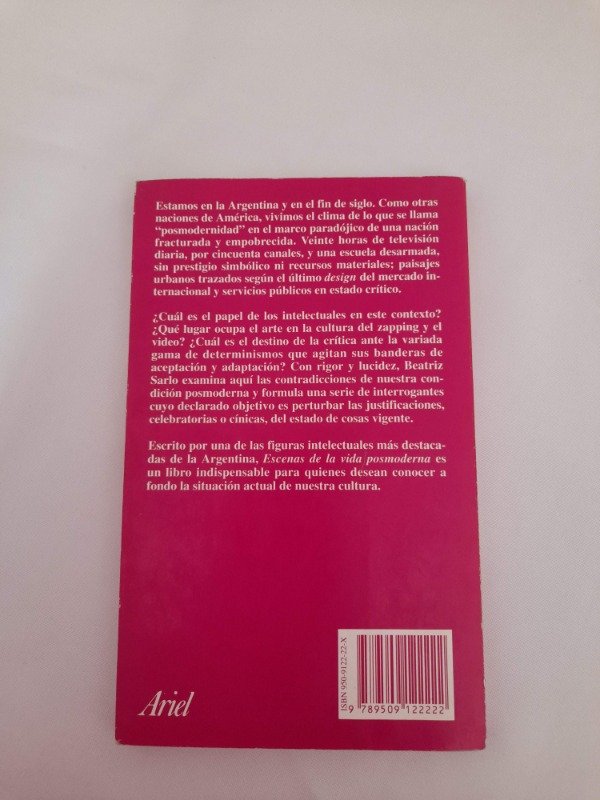 Estamos en la Argentina y en el fin de siglo. Como otras
naciones de América, vivimos el clima de lo que se llama
"posmodernidad" en el marco paradójico de una nación
fracturada y empobrecida. Veinte horas de televisión
diaria, por cincuenta canales, y una escuela desarmada,
sin prestigio simbólico ni recursos materiales; paisajes
urbanos trazados según el último design del mercado in-
ternacional y servicios públicos en estado crítico.
¿Cuál es el papel de los intelectuales en este contexto?
¿Qué lugar ocupa el arte en la cultura del zapping y el
video? ¿Cuál es el destino de la crítica ante la variada
gama de determinismos que agitan sus banderas de
aceptación y adaptación? Con rigor y lucidez, Beatriz
Sarlo examina aquí las contradicciones de nuestra con-
dición posmoderna y formula una serie de interrogantes
cuyo declarado objetivo es perturbar las justificaciones,
celebratorias o cínicas, del estado de cosas vigente.
Escrito por una de las figuras intelectuales más destaca-
das de la Argentina, Escenas de la vida posmoderna es
un libro indispensable para quienes desean conocer a
fondo la situación actual de nuestra cultura.
Ariel
ISBN 950-9122-22-X
9 789509 122222